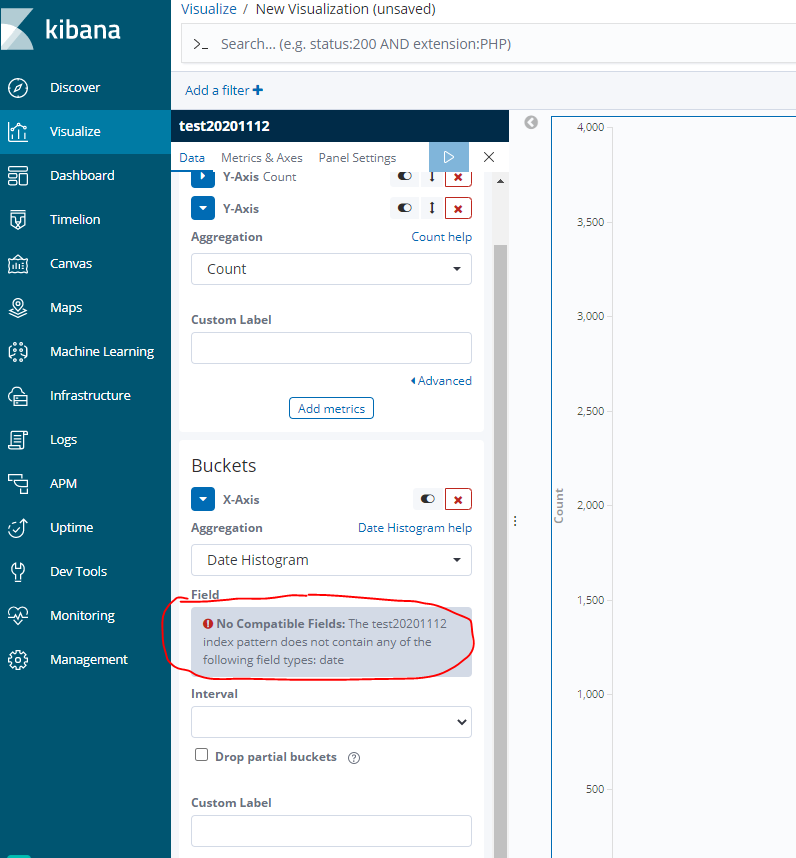 kibana
Discover
Visualize
Dashboard
Timelion
Canvas
Maps
Machine Learning
Infrastructure
Logs
APM
Uptime
Dev Tools
Monitoring
Management
Visualize / New Visualization (unsaved)
>_ Search... (e.g. status:200 AND extension:PHP)
Add a filter +
test20201112
Data Metrics & Axes Panel Settings
Y-Axis Count
Y-Axis
Aggregation Count help
Count
Custom Label
Advanced
Add metrics
Buckets
X-Axis
Aggregation Date Histogram help
Date Histogram
Field
No Compatible Fields: The test20201112
index pattern does not contain any of the
following field types: date
Interval
Drop partial buckets ?
Custom Label
4,000
3,500
3,000
2,500
2,000
1,500
1,000
500
Count